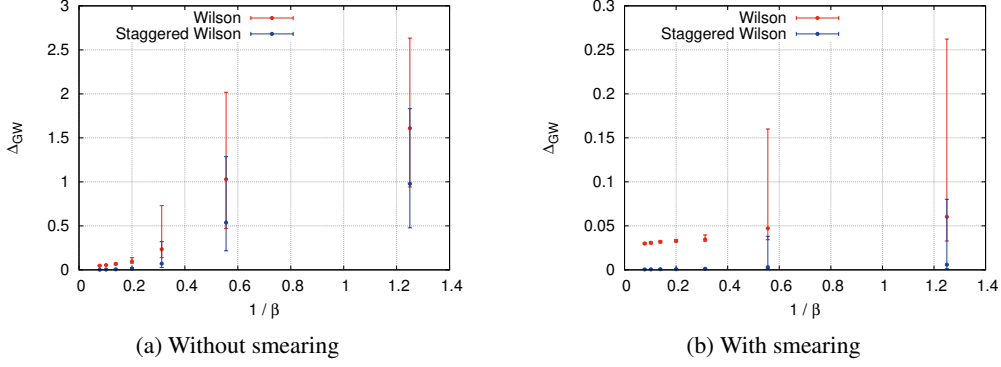 3
2.5
2
1.5
1
0.5
0
Δ_GW
Wilson
Staggered Wilson
0 0.2 0.4 0.6 0.8 1 1.2 1.4
1 / β
(a) Without smearing
0.3
0.25
0.2
0.15
0.1
0.05
0
Δ_GW
Wilson
Staggered Wilson
0 0.2 0.4 0.6 0.8 1 1.2 1.4
1 / β
(b) With smearing